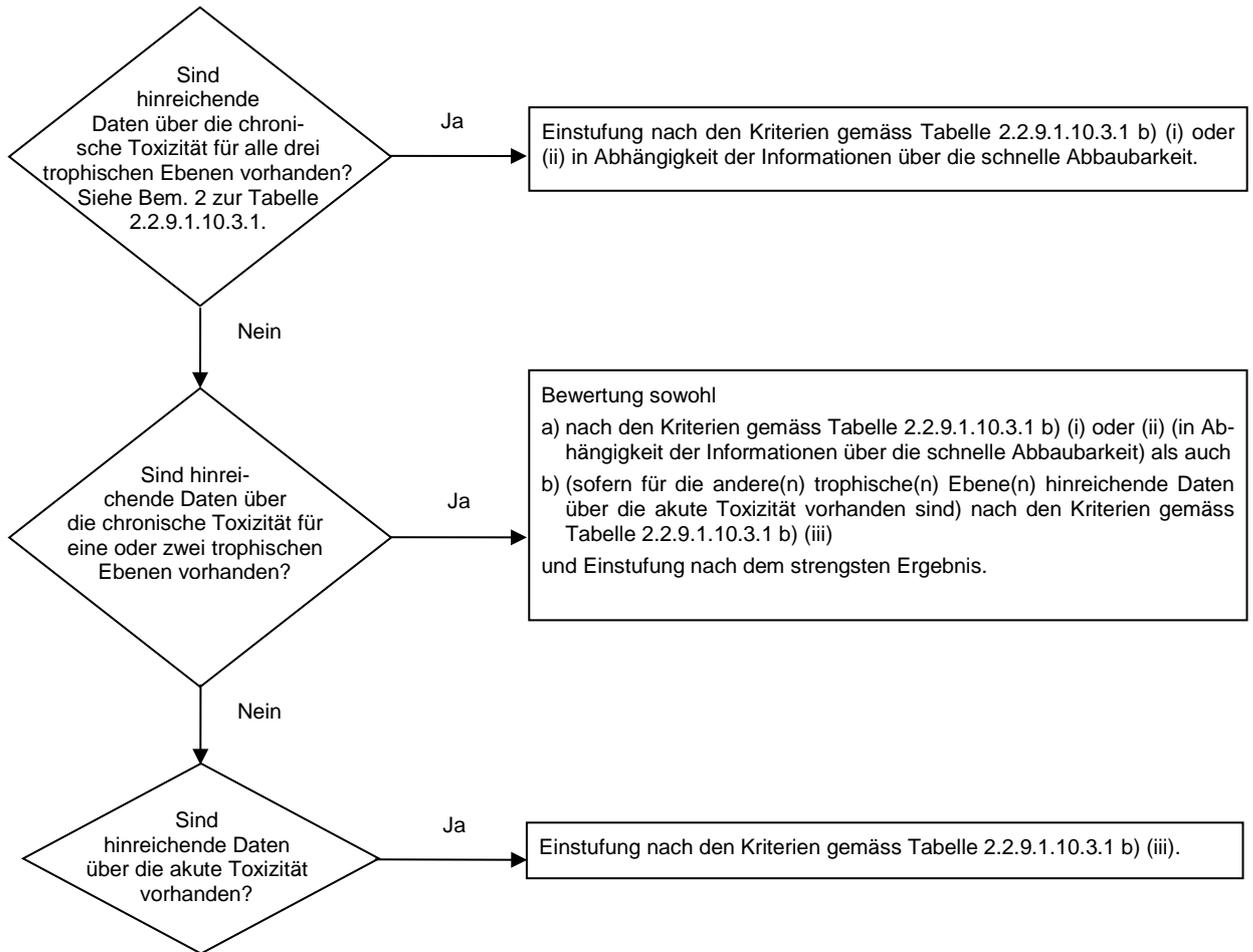 Sind
hinreichende
Daten über die chroni-
sche Toxizität für alle drei
trophischen Ebenen vorhanden?
Siehe Bem. 2 zur Tabelle
2.2.9.1.10.3.1.
Ja
Einstufung nach den Kriterien gemäss Tabelle 2.2.9.1.10.3.1 b) (i) oder
(ii) in Abhängigkeit der Informationen über die schnelle Abbaubarkeit.
Nein
Sind hinrei-
chende Daten über
die chronische Toxizität für
eine oder zwei trophischen
Ebenen vorhanden?
Ja
Bewertung sowohl
a) nach den Kriterien gemäss Tabelle 2.2.9.1.10.3.1 b) (i) oder (ii) (in Ab-
hängigkeit der Informationen über die schnelle Abbaubarkeit) als auch
b) (sofern für die andere(n) trophische(n) Ebene(n) hinreichende Daten
über die akute Toxizität vorhanden sind) nach den Kriterien gemäss
Tabelle 2.2.9.1.10.3.1 b) (iii)
und Einstufung nach dem strengsten Ergebnis.
Nein
Sind
hinreichende Daten
über die akute Toxizität
vorhanden?
Ja
Einstufung nach den Kriterien gemäss Tabelle 2.2.9.1.10.3.1 b) (iii).